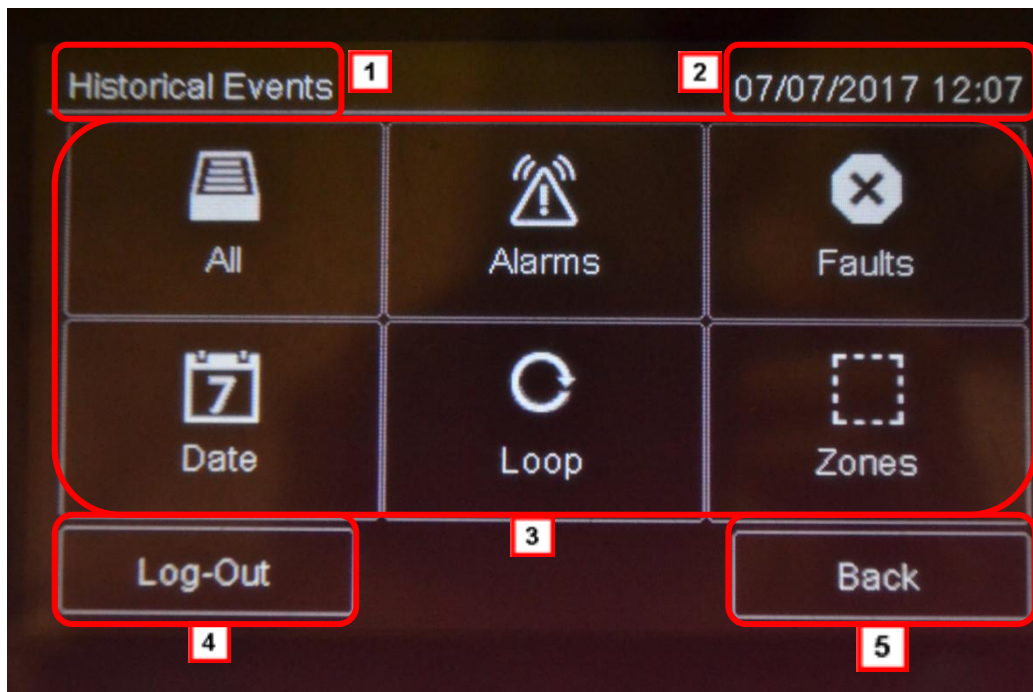 Historical Events
1
2
07/07/2017 12:07
All
Alarms
Faults
7
Date
Loop
Zones
3
Log-Out
Back
4
5